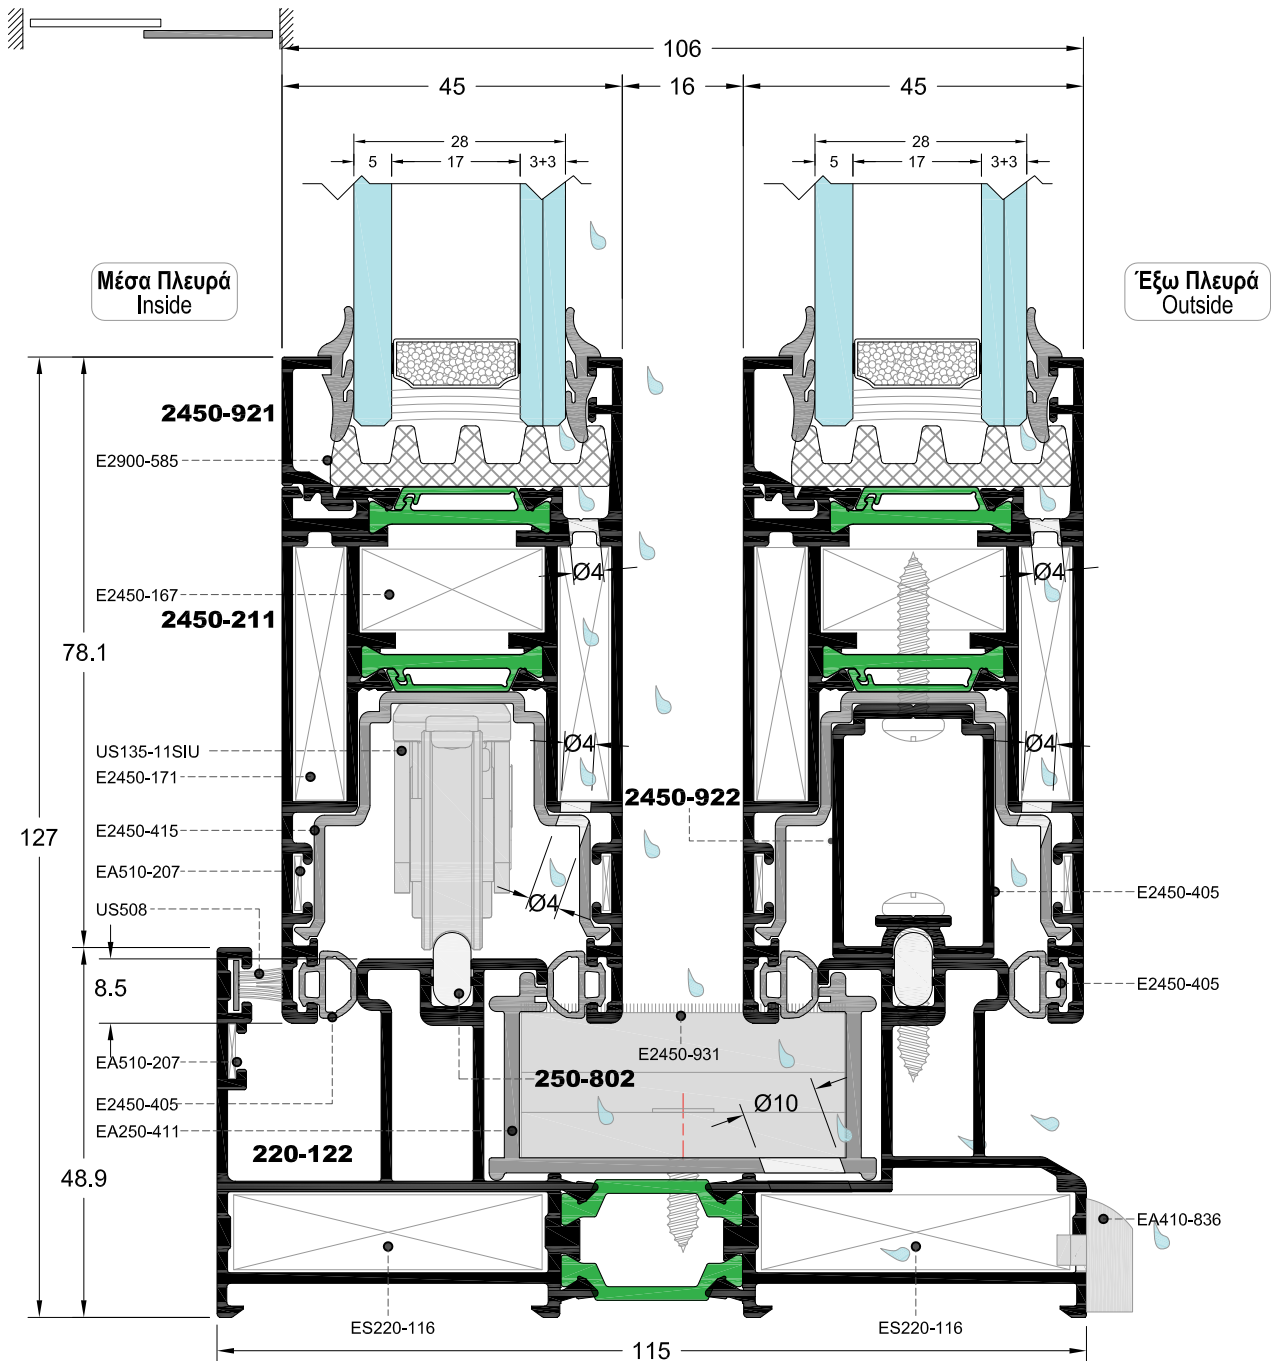 106
45
16
45
28
28
5
17
3+3
5
17
3+3
Μέσα Πλευρά
Inside
Έξω Πλευρά
Outside
2450-921
E2900-585
Ø4
Ø4
E2450-167
2450-211
78.1
US135-11SIU
Ø4
Ø4
E2450-171
2450-922
E2450-415
127
EA510-207
E2450-405
US508
Ø4
8.5
E2450-405
E2450-931
EA510-207
250-802
E2450-405
Ø10
EA250-411
220-122
48.9
EA410-836
ES220-116
ES220-116
115